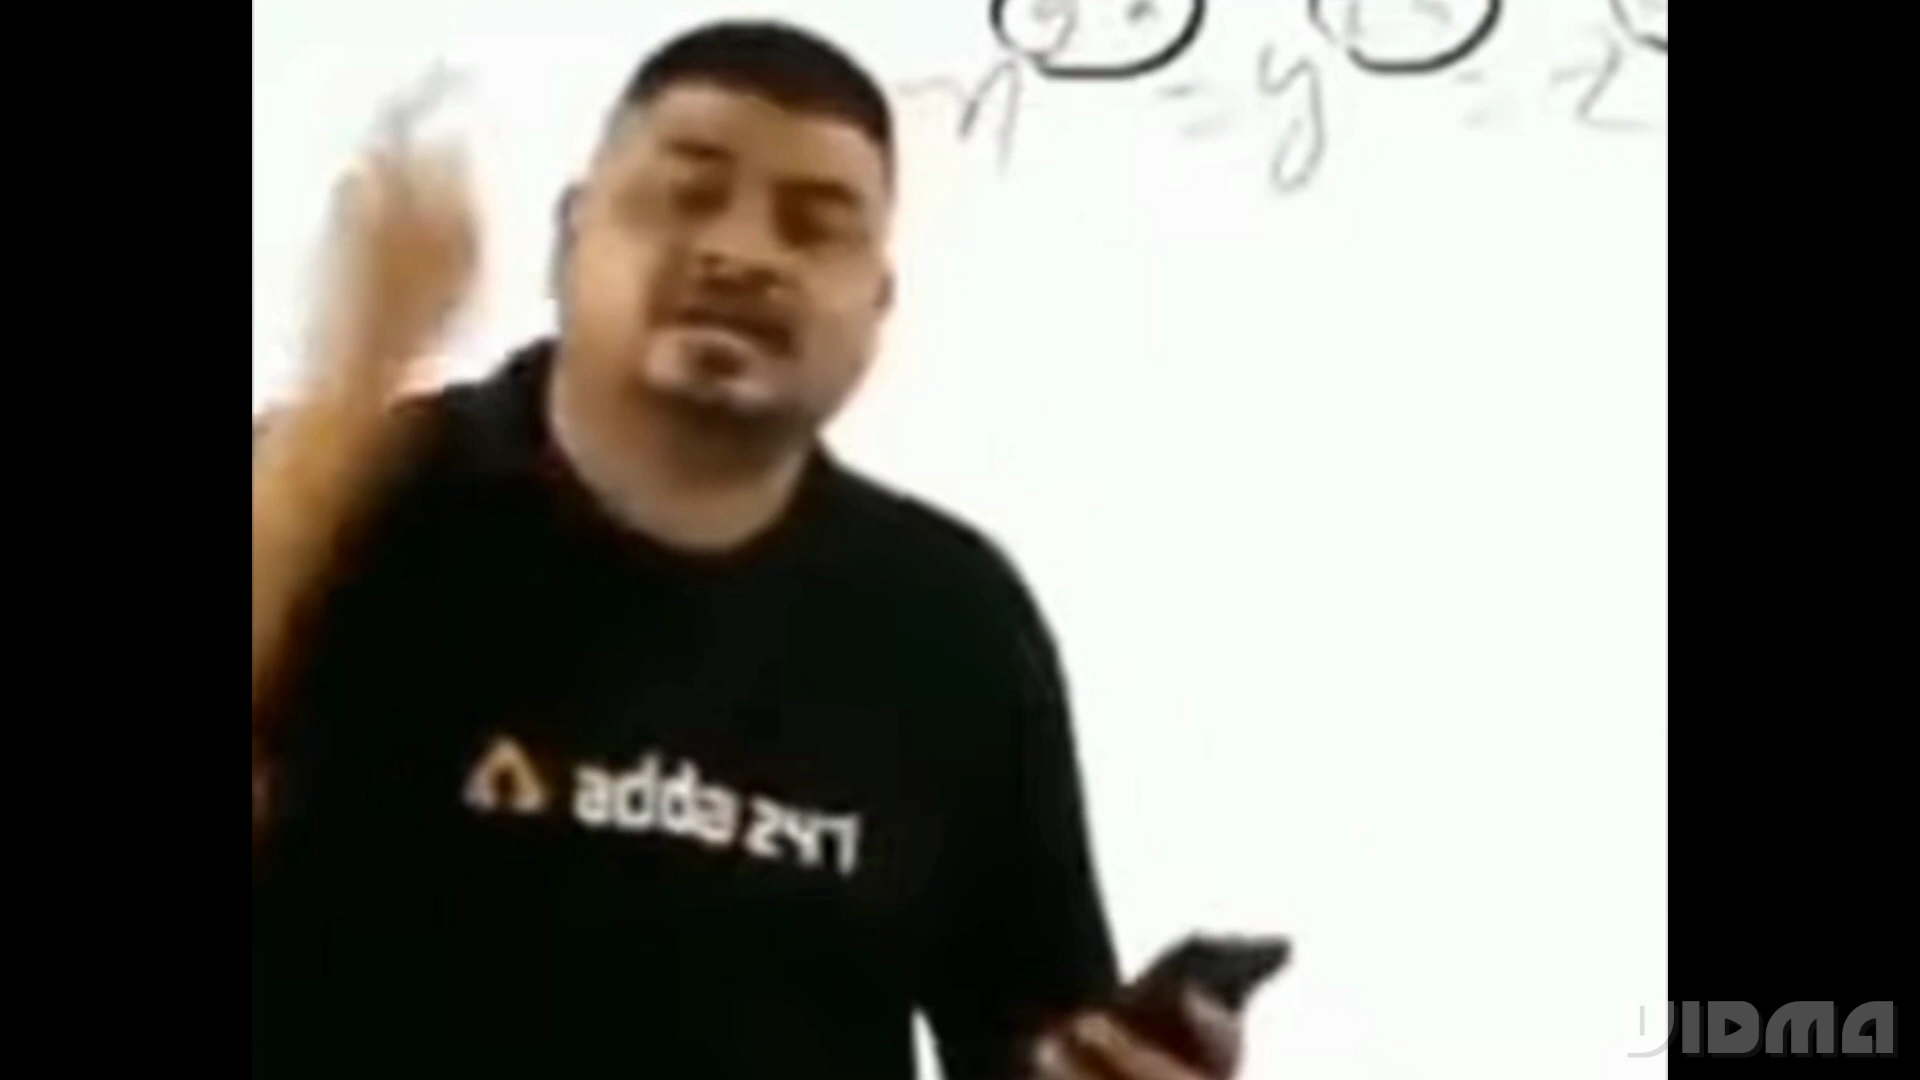 x = y = z
adda 247
VIDMA